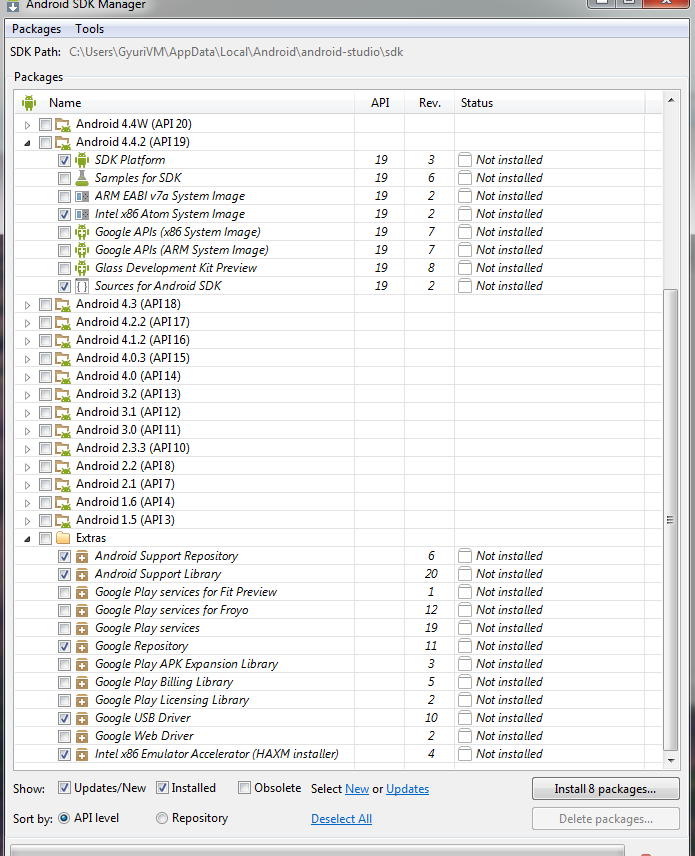 Android SDK Manager
Packages Tools
SDK Path: C:\Users\GyuriVM\AppData\Local\Android\android-studio\sdk
Packages
Name API Rev. Status
Android 4.4W (API 20)
Android 4.4.2 (API 19)
SDK Platform 19 3 Not installed
Samples for SDK 19 6 Not installed
ARM EABI v7a System Image 19 2 Not installed
Intel x86 Atom System Image 19 2 Not installed
Google APIs (x86 System Image) 19 7 Not installed
Google APIs (ARM System Image) 19 7 Not installed
Glass Development Kit Preview 19 8 Not installed
Sources for Android SDK 19 2 Not installed
Android 4.3 (API 18)
Android 4.2.2 (API 17)
Android 4.1.2 (API 16)
Android 4.0.3 (API 15)
Android 4.0 (API 14)
Android 3.2 (API 13)
Android 3.1 (API 12)
Android 3.0 (API 11)
Android 2.3.3 (API 10)
Android 2.2 (API 8)
Android 2.1 (API 7)
Android 1.6 (API 4)
Android 1.5 (API 3)
Extras
Android Support Repository 6 Not installed
Android Support Library 20 Not installed
Google Play services for Fit Preview 1 Not installed
Google Play services for Froyo 12 Not installed
Google Play services 19 Not installed
Google Repository 11 Not installed
Google Play APK Expansion Library 3 Not installed
Google Play Billing Library 5 Not installed
Google Play Licensing Library 2 Not installed
Google USB Driver 10 Not installed
Google Web Driver 2 Not installed
Intel x86 Emulator Accelerator (HAXM installer) 4 Not installed
Show: Updates/New Installed Obsolete Select New or Updates Install 8 packages...
Sort by: API level Repository Deselect All Delete packages...